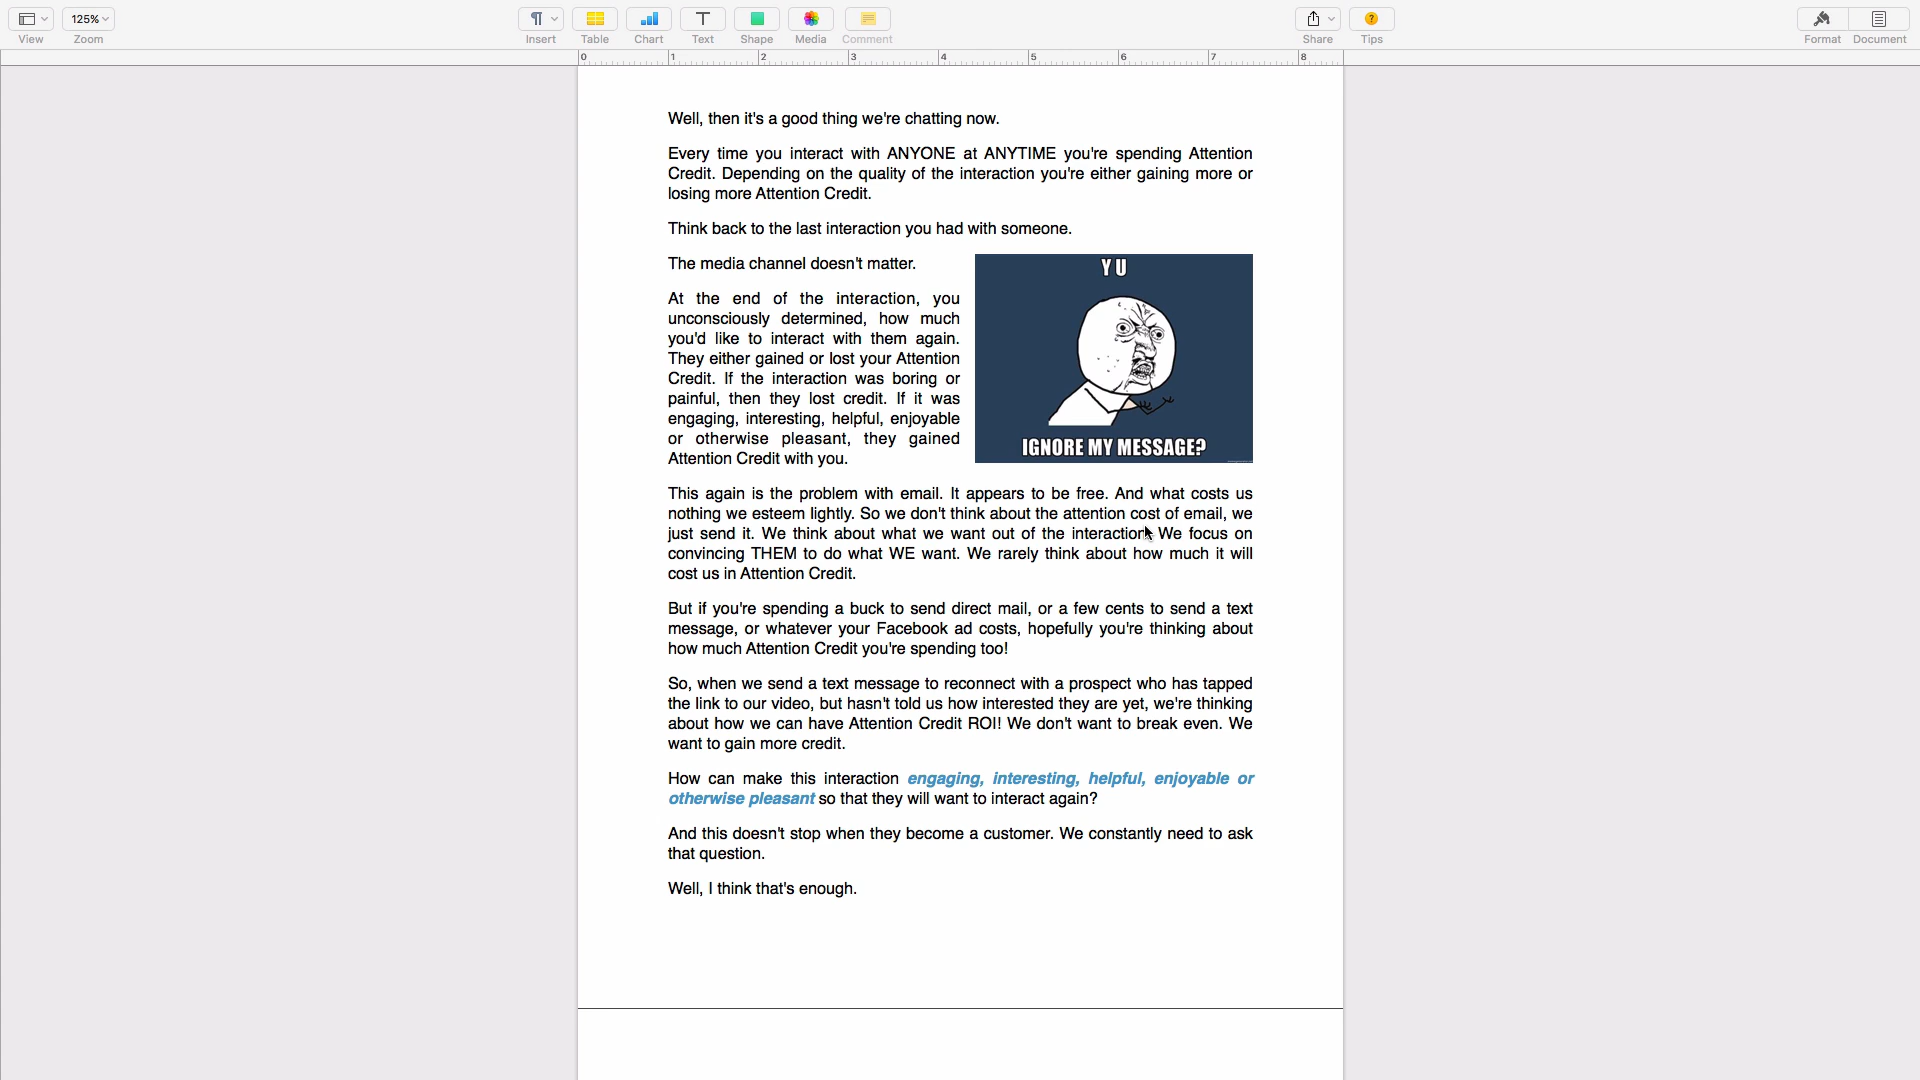 View
125%
Zoom
Insert
Table
Chart
Text
Shape
Media
Comment
Share
Tips
Format
Document
0 1 2 3 4 5 6 7 8
Well, then it's a good thing we're chatting now.
Every time you interact with ANYONE at ANYTIME you're spending Attention
Credit. Depending on the quality of the interaction you're either gaining more or
losing more Attention Credit.
Think back to the last interaction you had with someone.
The media channel doesn't matter.
At the end of the interaction, you
unconsciously determined, how much
you'd like to interact with them again.
They either gained or lost your Attention
Credit. If the interaction was boring or
painful, then they lost credit. If it was
engaging, interesting, helpful, enjoyable
or otherwise pleasant, they gained
Attention Credit with you.
Y U
IGNORE MY MESSAGE?
This again is the problem with email. It appears to be free. And what costs us
nothing we esteem lightly. So we don't think about the attention cost of email, we
just send it. We think about what we want out of the interaction. We focus on
convincing THEM to do what WE want. We rarely think about how much it will
cost us in Attention Credit.
But if you're spending a buck to send direct mail, or a few cents to send a text
message, or whatever your Facebook ad costs, hopefully you're thinking about
how much Attention Credit you're spending too!
So, when we send a text message to reconnect with a prospect who has tapped
the link to our video, but hasn't told us how interested they are yet, we're thinking
about how we can have Attention Credit ROI! We don't want to break even. We
want to gain more credit.
How can make this interaction engaging, interesting, helpful, enjoyable or
otherwise pleasant so that they will want to interact again?
And this doesn't stop when they become a customer. We constantly need to ask
that question.
Well, I think that's enough.